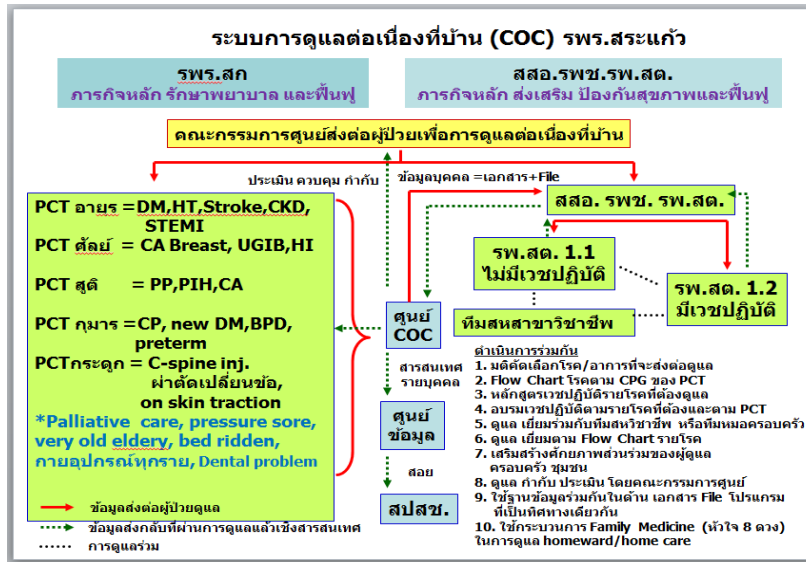 ระบบการดูแลต่อเนื่องที่บ้าน (COC) รพร.สระแก้ว
รพร.สก
ภารกิจหลัก รักษาพยาบาล และฟื้นฟู
สสอ.รพช.รพ.สต.
ภารกิจหลัก ส่งเสริม ป้องกันสุขภาพและฟื้นฟู
คณะกรรมการศูนย์ส่งต่อผู้ป่วยเพื่อการดูแลต่อเนื่องที่บ้าน
ประเมิน ควบคุม กำกับ
ข้อมูลบุคคล =เอกสาร+File
PCT อายุร =DM,HT,Stroke,CKD,
STEMI
PCT ศัลย์ = CA Breast, UGIB,HI
PCT สูติ = PP,PIH,CA
PCT กุมาร =CP, new DM,BPD,
preterm
PCTกระดูก = C-spine inj.
ผ่าตัดเปลี่ยนข้อ,
on skin traction
*Palliative care, pressure sore,
very old eldery, bed ridden,
กายอุปกรณ์ทุกราย, Dental problem
ข้อมูลส่งต่อผู้ป่วยดูแล
ข้อมูลส่งกลับที่ผ่านการดูแลแล้วเชิงสารสนเทศ
การดูแลร่วม
ศูนย์
COC
สารสนเทศ
รายบุคคล
ศูนย์
ข้อมูล
สอย
สปสช.
สสอ. รพช. รพ.สต.
รพ.สต. 1.1
ไม่มีเวชปฏิบัติ
รพ.สต. 1.2
มีเวชปฏิบัติ
ทีมสหสาขาวิชาชีพ
ดำเนินการร่วมกัน
1. มติคัดเลือกโรค/อาการที่จะส่งต่อดูแล
2. Flow Chart โรคตาม CPG ของ PCT
3. หลักสูตรเวชปฏิบัติรายโรคที่ต้องดูแล
4. อบรมเวชปฏิบัติตามรายโรคที่ต้องและตาม PCT
5. ดูแล เยี่ยมร่วมกับทีมสหวิชาชีพ หรือทีมหมอครอบครัว
6. ดูแล เยี่ยมตาม Flow Chart รายโรค
7. เสริมสร้างศักยภาพส่วนร่วมของผู้ดูแล
ครอบครัว ชุมชน
8. ดูแล กำกับ ประเมิน โดยคณะกรรมการศูนย์
9. ใช้ฐานข้อมูลร่วมกันในด้าน เอกสาร File โปรแกรม
ที่เป็นทิศทางเดียวกัน
10. ใช้กระบวนการ Family Medicine (หัวใจ 8 ดวง)
ในการดูแล homeward/home care